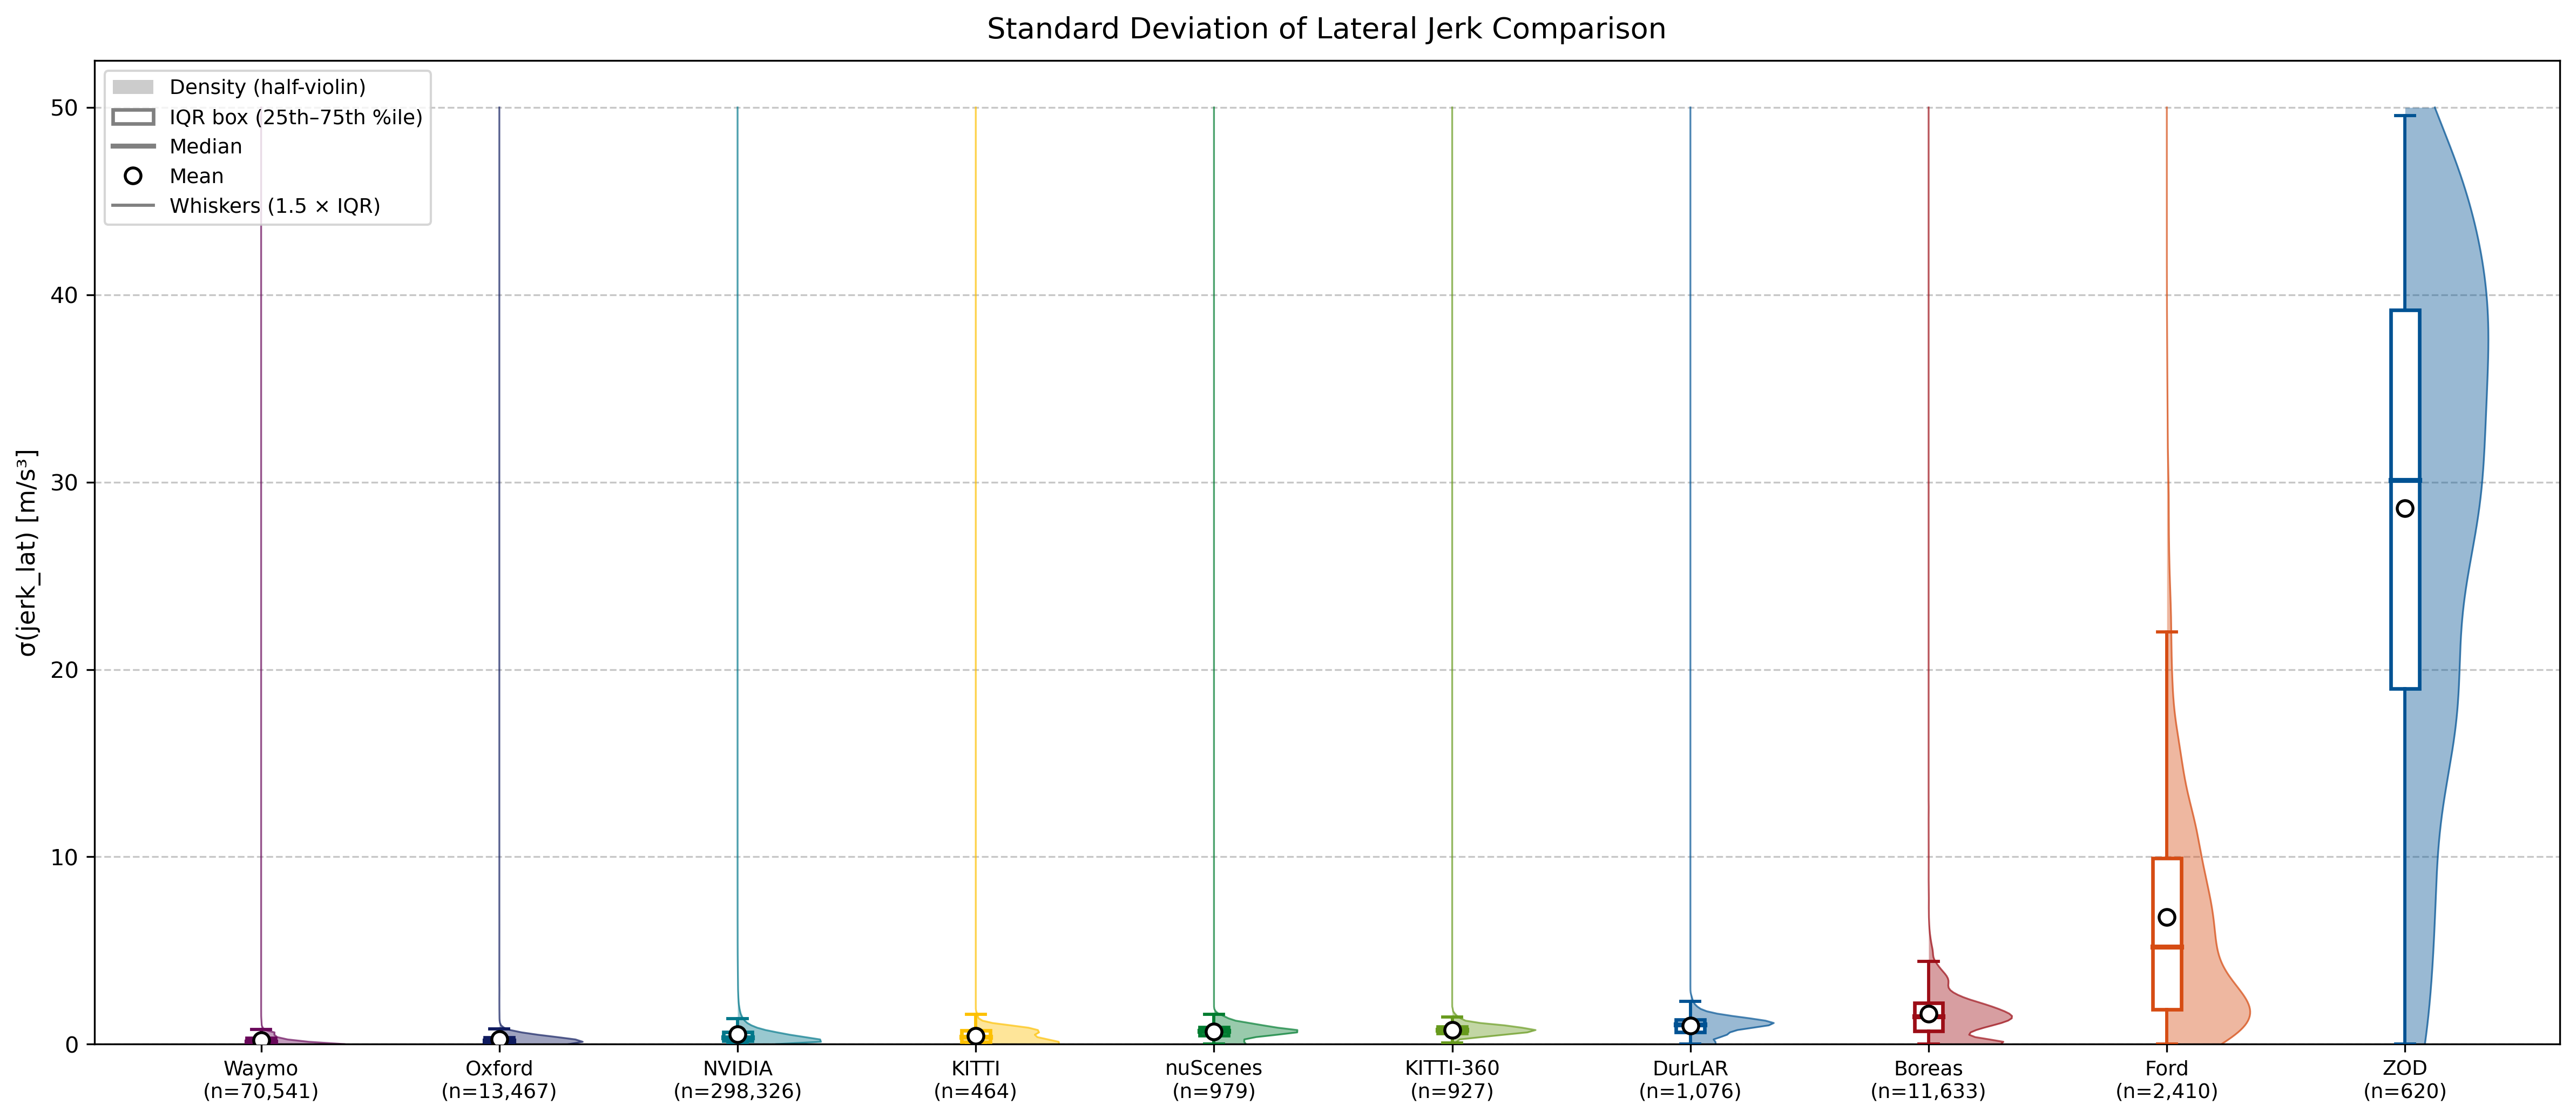 Standard Deviation of Lateral Jerk Comparison
Density (half-violin)
IQR box (25th–75th %ile)
Median
Mean
Whiskers (1.5 × IQR)
σ(jerk_lat) [m/s³]
50
40
30
20
10
0
Waymo
(n=70,541)
Oxford
(n=13,467)
NVIDIA
(n=298,326)
KITTI
(n=464)
nuScenes
(n=979)
KITTI-360
(n=927)
DurLAR
(n=1,076)
Boreas
(n=11,633)
Ford
(n=2,410)
ZOD
(n=620)